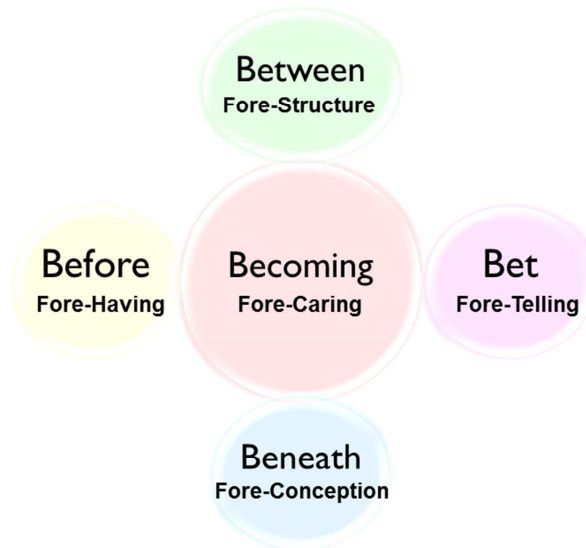 Between
Fore-Structure
Before
Fore-Having
Becoming
Fore-Caring
Bet
Fore-Telling
Beneath
Fore-Conception